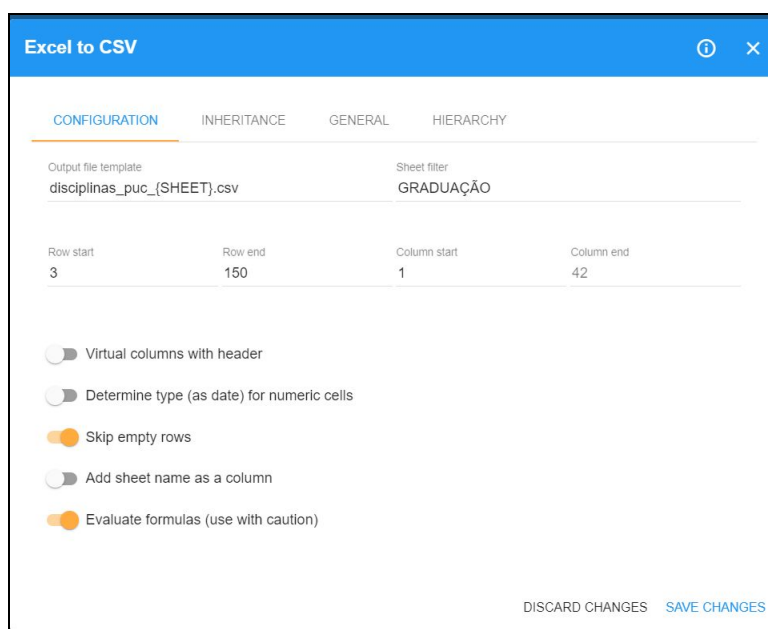 Excel to CSV
CONFIGURATION INHERITANCE GENERAL HIERARCHY
Output file template Sheet filter
disciplinas_puc_{SHEET}.csv GRADUAÇÃO
Row start Row end Column start Column end
3 150 1 42
Virtual columns with header
Determine type (as date) for numeric cells
Skip empty rows
Add sheet name as a column
Evaluate formulas (use with caution)
DISCARD CHANGES SAVE CHANGES